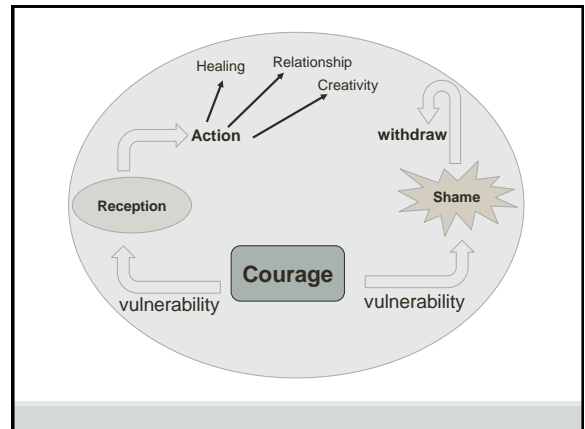 Healing
Relationship
Creativity
Action
withdraw
Reception
Shame
Courage
vulnerability
vulnerability